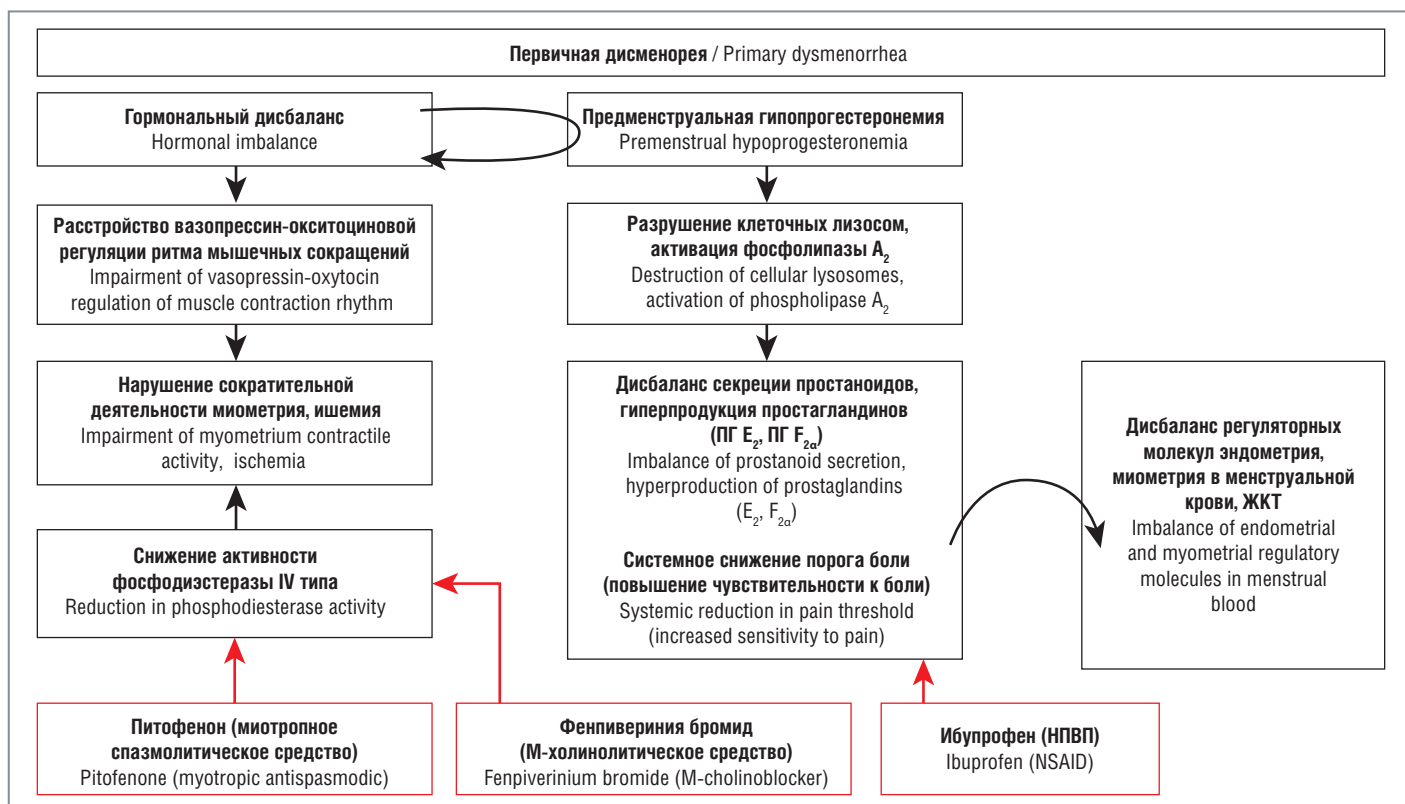 Первичная дисменорея / Primary dysmenorrhea
Гормональный дисбаланс
Hormonal imbalance
Предменструальная гипопрогестеронемия
Premenstrual hypoprogesteronemia
Расстройство вазопрессин-окситоциновой
регуляции ритма мышечных сокращений
Impairment of vasopressin-oxytocin
regulation of muscle contraction rhythm
Разрушение клеточных лизосом,
активация фосфолипазы А₂
Destruction of cellular lysosomes,
activation of phospholipase A₂
Нарушение сократительной
деятельности миометрия, ишемия
Impairment of myometrium contractile
activity, ischemia
Дисбаланс секреции простаноидов,
гиперпродукция простагландинов
(ПГ Е₂, ПГ F₂α)
Imbalance of prostanoid secretion,
hyperproduction of prostaglandins
(E₂, F₂α)
Системное снижение порога боли
(повышение чувствительности к боли)
Systemic reduction in pain threshold
(increased sensitivity to pain)
Дисбаланс регуляторных
молекул эндометрия,
миометрия в менструальной
крови, ЖКТ
Imbalance of endometrial
and myometrial regulatory
molecules in menstrual
blood
Снижение активности
фосфодиэстеразы IV типа
Reduction in phosphodiesterase activity
Питофенон (миотропное
спазмолитическое средство)
Pitofenone (myotropic antispasmodic)
Фенпивериния бромид
(М-холинолитическое средство)
Fenpiverinium bromide (M-cholinoblocker)
Ибупрофен (НПВП)
Ibuprofen (NSAID)